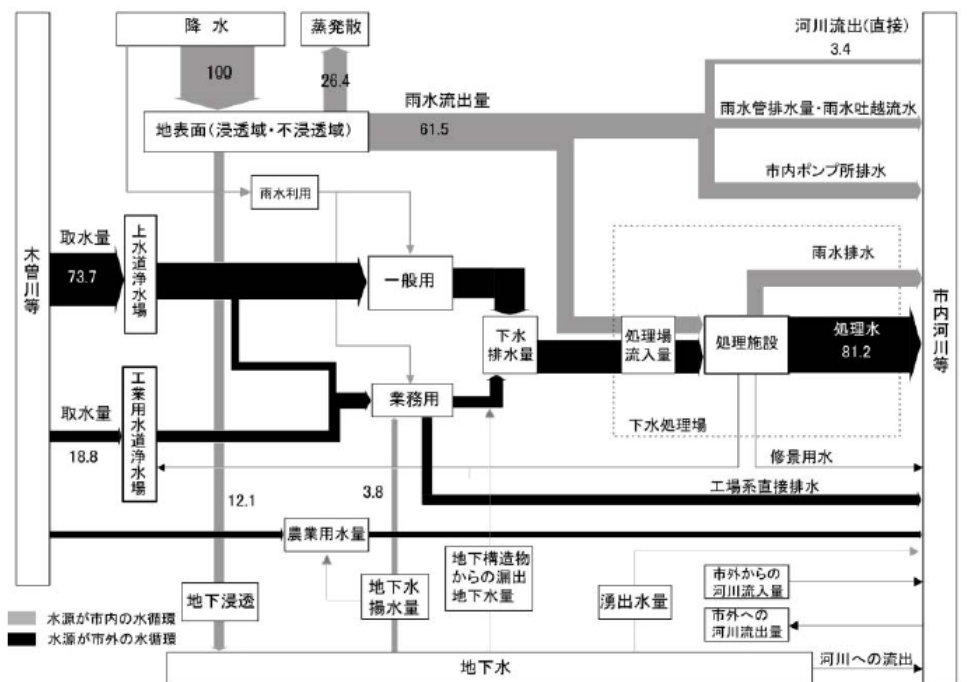 降 水
蒸発散
河川流出(直接)
3.4
100
26.4
雨水流出量
61.5
雨水管排水量・雨水吐越流水
地表面(浸透域・不浸透域)
市内ポンプ所排水
雨水利用
木曽川等
取水量
73.7
上水道浄水場
一般用
下水
排水量
処理場
流入量
処理施設
雨水排水
処理水
81.2
市内河川等
下水処理場
取水量
18.8
工業用水道浄水場
業務用
修景用水
工場系直接排水
12.1
3.8
農業用水量
地下浸透
地下水
揚水量
地下構造物
からの漏出
地下水量
湧出水量
市外からの
河川流入量
市外への
河川流出量
水源が市内の水循環
水源が市外の水循環
地下水
河川への流出